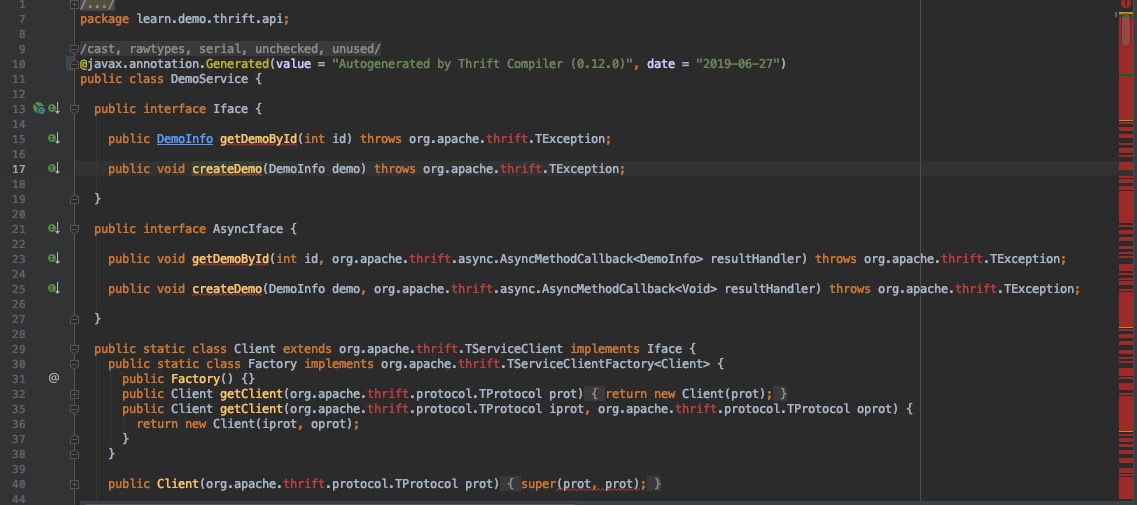 1 /.../
7 package learn.demo.thrift.api;
8
9 /cast, rawtypes, serial, unchecked, unused/
10 @javax.annotation.Generated(value = "Autogenerated by Thrift Compiler (0.12.0)", date = "2019-06-27")
11 public class DemoService {
12
13 public interface Iface {
14
15 public DemoInfo getDemoById(int id) throws org.apache.thrift.TException;
16
17 public void createDemo(DemoInfo demo) throws org.apache.thrift.TException;
18
19 }
20
21 public interface AsyncIface {
22
23 public void getDemoById(int id, org.apache.thrift.async.AsyncMethodCallback<DemoInfo> resultHandler) throws org.apache.thrift.TException;
24
25 public void createDemo(DemoInfo demo, org.apache.thrift.async.AsyncMethodCallback<Void> resultHandler) throws org.apache.thrift.TException;
26
27 }
28
29 public static class Client extends org.apache.thrift.TServiceClient implements Iface {
30 public static class Factory implements org.apache.thrift.TServiceClientFactory<Client> {
31 @ public Factory() {}
32 public Client getClient(org.apache.thrift.protocol.TProtocol prot) { return new Client(prot); }
35 public Client getClient(org.apache.thrift.protocol.TProtocol iprot, org.apache.thrift.protocol.TProtocol oprot) {
36 return new Client(iprot, oprot);
37 }
38 }
39
40 public Client(org.apache.thrift.protocol.TProtocol prot) { super(prot, prot); }
44